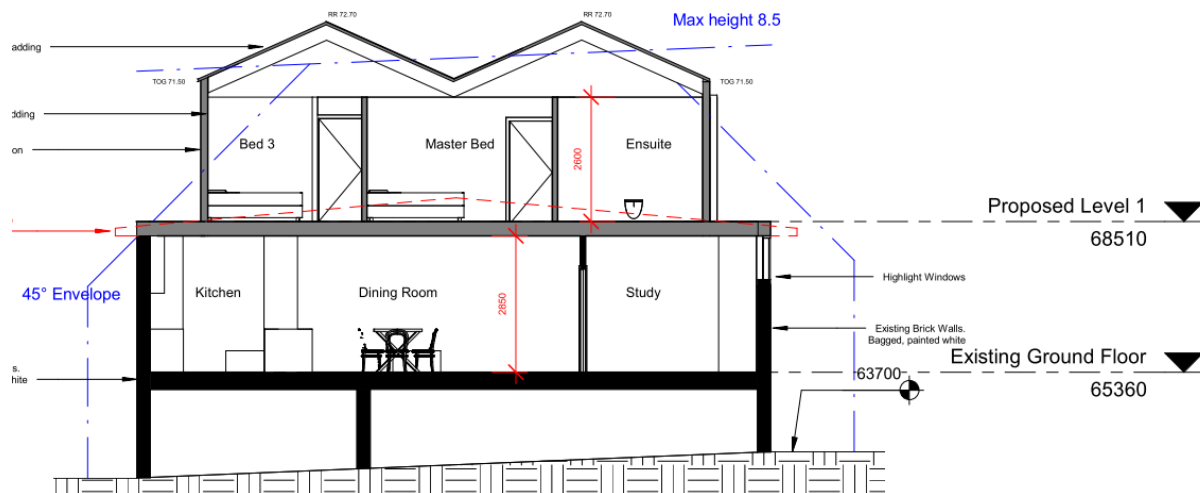 RR 72.70
RR 72.70
Max height 8.5
adding
TOG 71.50
TOG 71.50
dding
on
Bed 3
Master Bed
Ensuite
2600
Proposed Level 1
68510
45° Envelope
Kitchen
Dining Room
2850
Study
Highlight Windows
Existing Brick Walls.
Bagged, painted white
s.
hite
Existing Ground Floor
63700
65360